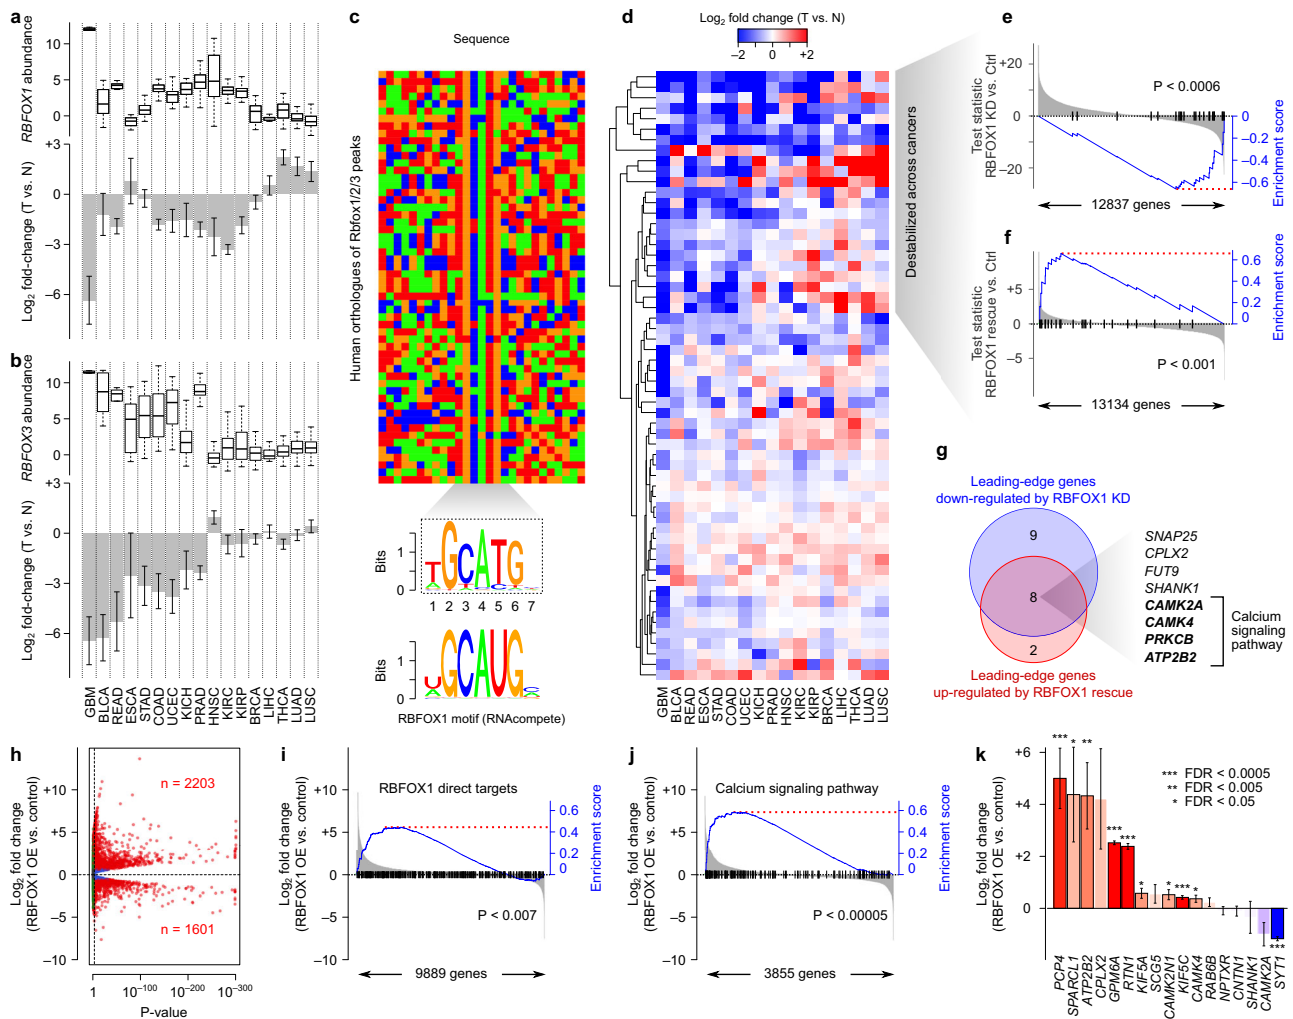 a
RBFOX1 abundance
10
5
0
Log2 fold-change (T vs. N)
+3
0
−3
−6
b
RBFOX3 abundance
10
5
0
Log2 fold-change (T vs. N)
+3
0
−3
−6
GBM
BLCA
READ
ESCA
STAD
COAD
UCEC
KICH
PRAD
HNSC
KIRC
KIRP
BRCA
LIHC
THCA
LUAD
LUSC
c
Sequence
Human orthologues of Rbfox1/2/3 peaks
Bits
1
0
TGCATG
1 2 3 4 5 6 7
Bits
1
0
UGCAUG
RBFOX1 motif (RNAcompete)
d
Log2 fold change (T vs. N)
−2 0 +2
GBM
BLCA
READ
ESCA
STAD
COAD
UCEC
KICH
PRAD
HNSC
KIRC
KIRP
BRCA
LIHC
THCA
LUAD
LUSC
Destabilized across cancers
e
Test statistic
RBFOX1 KD vs. Ctrl
+20
0
−20
P < 0.0006
0
−0.2
−0.4
−0.6
Enrichment score
12837 genes
f
Test statistic
RBFOX1 rescue vs. Ctrl
+5
0
−5
0.6
0.4
0.2
0
Enrichment score
P < 0.001
13134 genes
g
Leading-edge genes
down-regulated by RBFOX1 KD
9
8
2
Leading-edge genes
up-regulated by RBFOX1 rescue
SNAP25
CPLX2
FUT9
SHANK1
CAMK2A
CAMK4
PRKCB
ATP2B2
Calcium
signaling
pathway
h
Log2 fold change
(RBFOX1 OE vs. control)
+10
+5
0
−5
−10
n = 2203
n = 1601
1 10−100 10−200 10−300
P-value
i
Log2 fold change
(RBFOX1 OE vs. control)
+10
+5
0
−5
−10
RBFOX1 direct targets
0.6
0.4
0.2
0
Enrichment score
P < 0.007
9889 genes
j
Log2 fold change
(RBFOX1 OE vs. control)
+10
+5
0
−5
−10
Calcium signaling pathway
0.6
0.4
0.2
0
Enrichment score
P < 0.00005
3855 genes
k
Log2 fold change
(RBFOX1 OE vs. control)
+6
+4
+2
0
*** * ** *** *** * * *** * ***
*** FDR < 0.0005
** FDR < 0.005
* FDR < 0.05
PCP4
SPARCL1
ATP2B2
CPLX2
GPM6A
RTN1
KIF5A
SCG5
CAMK2N1
KIF5C
CAMK4
RAB6B
NPTXR
CNTN1
SHANK1
CAMK2A
SYT1